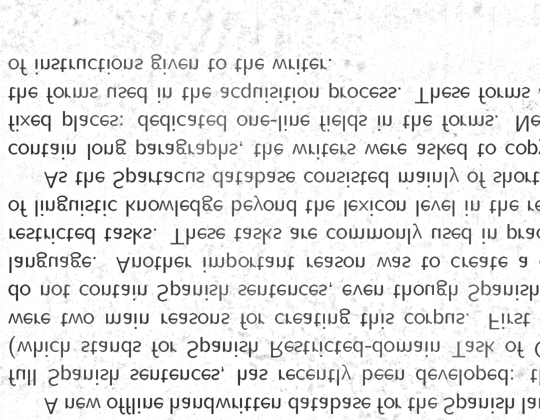 A new offline handwritten database for the Spanish lan
full Spanish sentences, has recently been developed: th
(which stands for Spanish Restricted-domain Task of C
were two main reasons for creating this corpus. First
do not contain Spanish sentences, even though Spanish
language. Another important reason was to create a
restricted tasks. These tasks are commonly used in prac
of linguistic knowledge beyond the lexicon level in the re
As the Spartacus database consisted mainly of short
contain long paragraphs, the writers were asked to copy
fixed places: dedicated one-line fields in the forms. Ne
the forms used in the acquisition process. These forms
of instructions given to the writer.